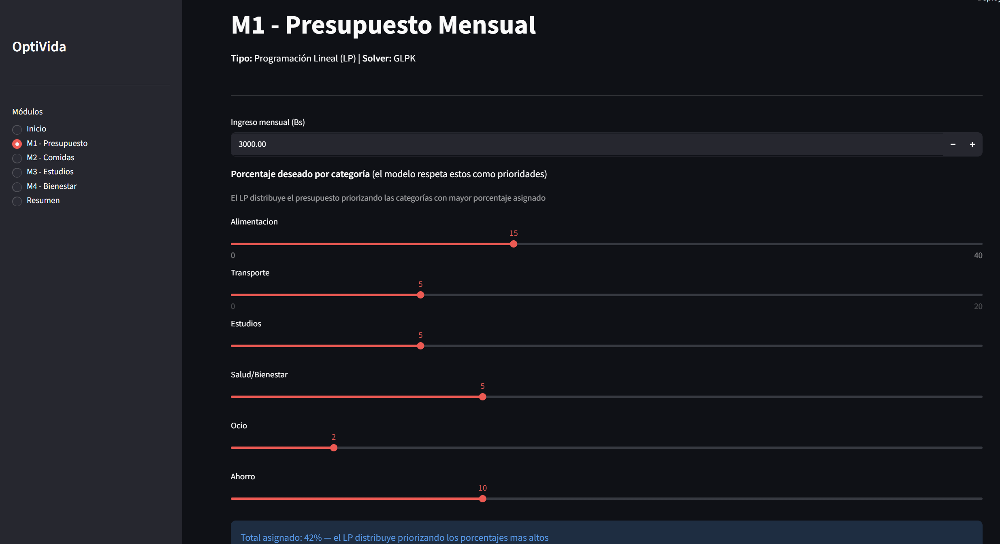 OptiVida
Módulos
Inicio
M1 - Presupuesto
M2 - Comidas
M3 - Estudios
M4 - Bienestar
Resumen
M1 - Presupuesto Mensual
Tipo: Programación Lineal (LP) | Solver: GLPK
Ingreso mensual (Bs)
3000.00
Porcentaje deseado por categoría (el modelo respeta estos como prioridades)
El LP distribuye el presupuesto priorizando las categorías con mayor porcentaje asignado
Alimentacion
15
0 40
Transporte
5
0 20
Estudios
5
Salud/Bienestar
5
Ocio
2
Ahorro
10
Total asignado: 42% — el LP distribuye priorizando los porcentajes mas altos